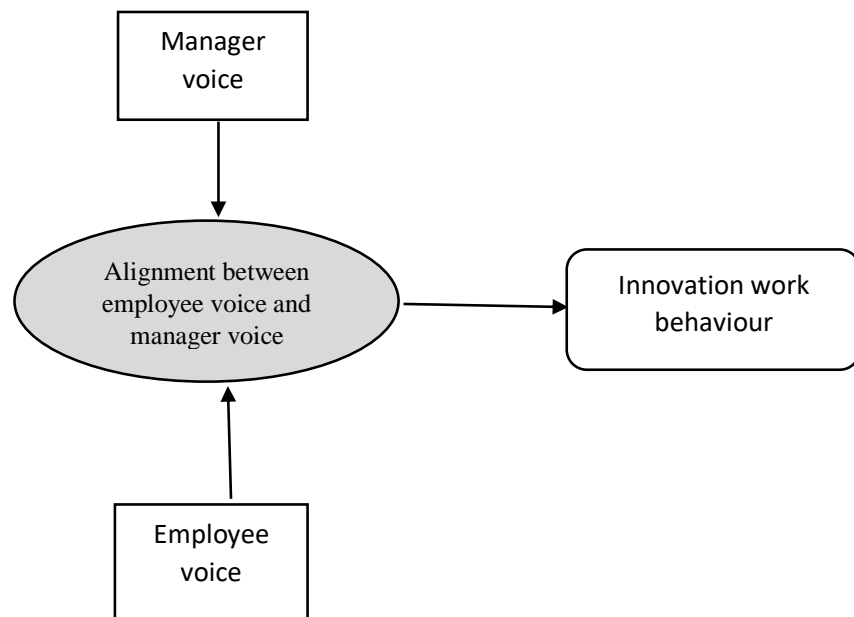 Manager
voice
Alignment between
employee voice and
manager voice
Innovation work
behaviour
Employee
voice